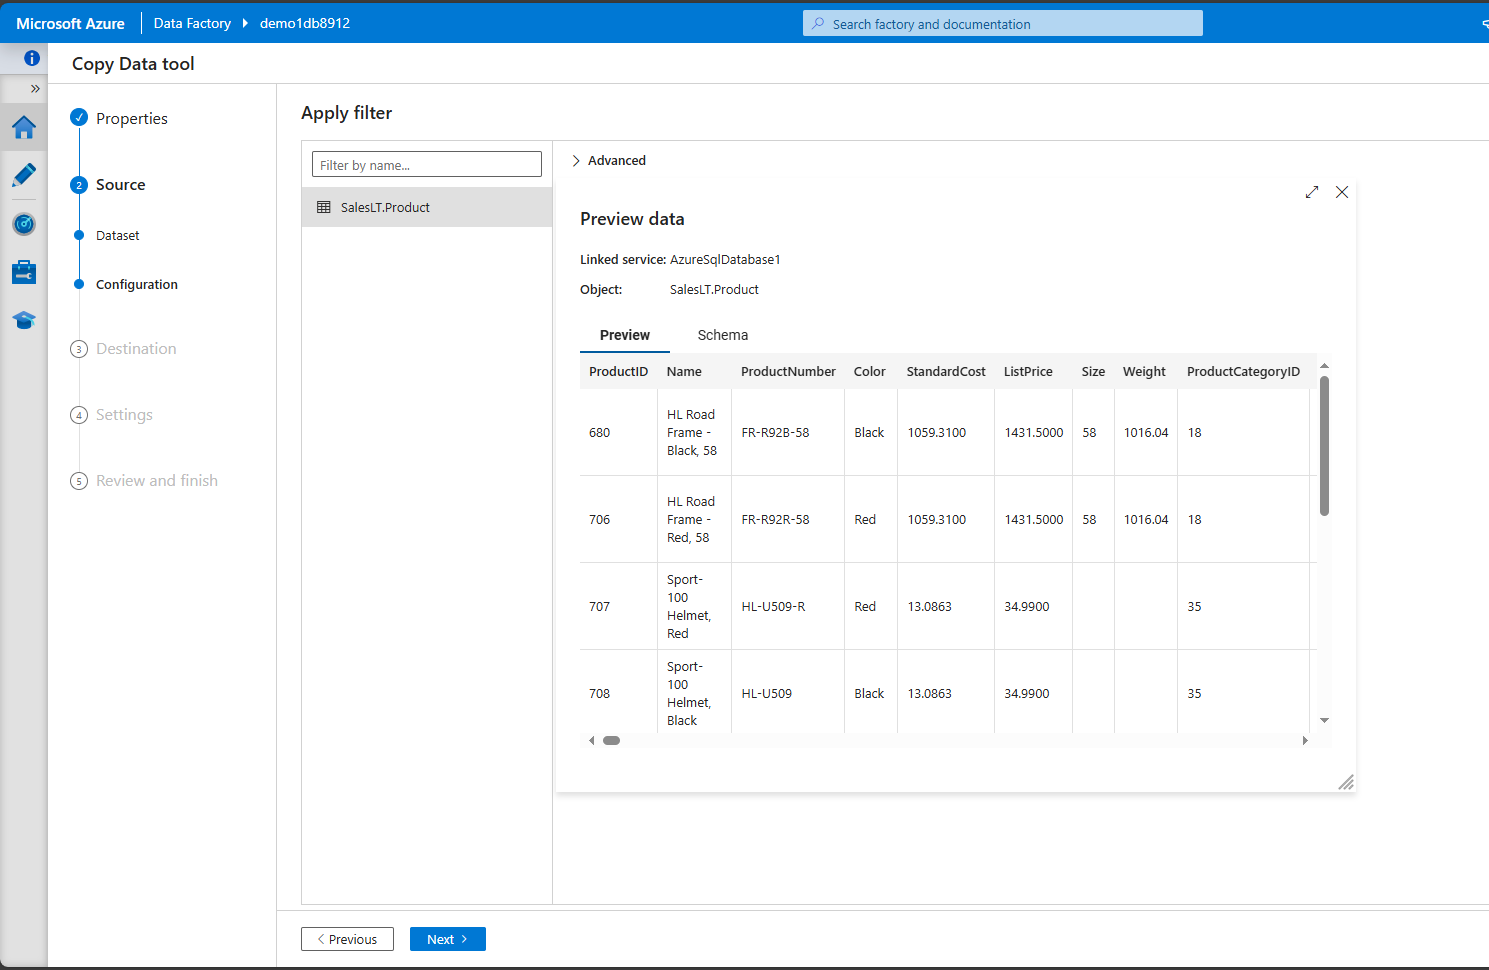 Microsoft Azure
Data Factory
demo1db8912
Search factory and documentation
Copy Data tool
Properties
2
Source
Dataset
Configuration
3
Destination
4
Settings
5
Review and finish
Apply filter
Filter by name...
SalesLT.Product
Advanced
Preview data
Linked service: AzureSqlDatabase1
Object: SalesLT.Product
Preview Schema
ProductID Name ProductNumber Color StandardCost ListPrice Size Weight ProductCategoryID
680 HL Road Frame - Black, 58 FR-R92B-58 Black 1059.3100 1431.5000 58 1016.04 18
706 HL Road Frame - Red, 58 FR-R92R-58 Red 1059.3100 1431.5000 58 1016.04 18
707 Sport-100 Helmet, Red HL-U509-R Red 13.0863 34.9900 35
708 Sport-100 Helmet, Black HL-U509 Black 13.0863 34.9900 35
Previous
Next